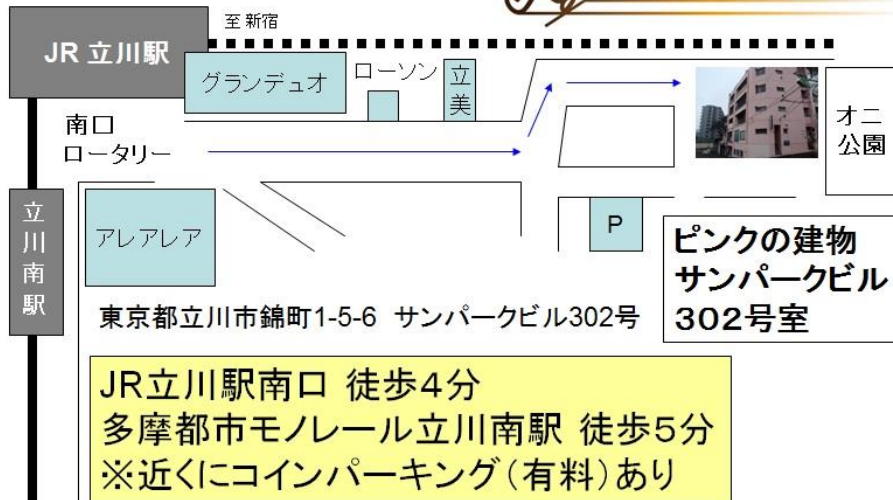 至 新宿
JR 立川駅
グランデュオ
ローソン
立美
南口
ロータリー
オニ
公園
立川南駅
アレアレア
P
ピンクの建物
サンパークビル
302号室
東京都立川市錦町1-5-6 サンパークビル302号
JR立川駅南口 徒歩4分
多摩都市モノレール立川南駅 徒歩5分
※近くにコインパーキング(有料)あり